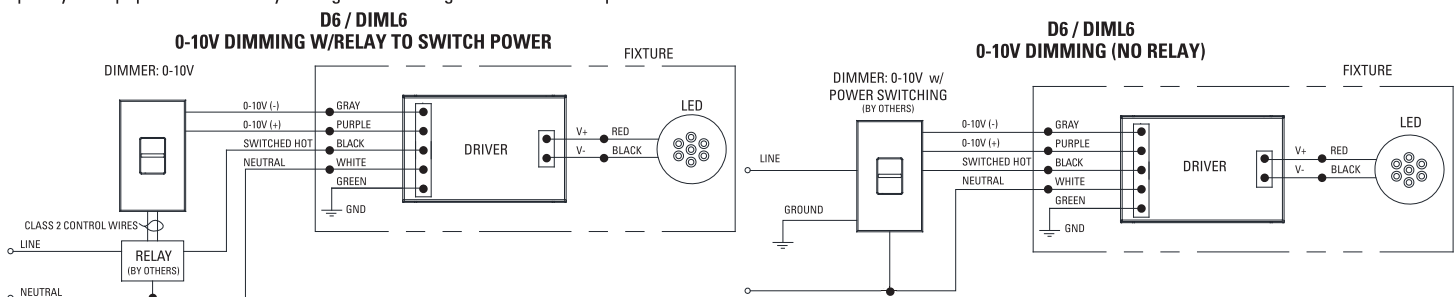 D6 / DIML6
0-10V DIMMING W/RELAY TO SWITCH POWER
FIXTURE
DIMMER: 0-10V
0-10V (-)
GRAY
0-10V (+)
PURPLE
SWITCHED HOT
BLACK
NEUTRAL
WHITE
GREEN
GND
DRIVER
V+
RED
V-
BLACK
LED
CLASS 2 CONTROL WIRES
LINE
RELAY
(BY OTHERS)
NEUTRAL
D6 / DIML6
0-10V DIMMING (NO RELAY)
FIXTURE
DIMMER: 0-10V w/
POWER SWITCHING
(BY OTHERS)
LINE
GROUND
0-10V (-)
GRAY
0-10V (+)
PURPLE
SWITCHED HOT
BLACK
NEUTRAL
WHITE
GREEN
GND
DRIVER
V+
RED
V-
BLACK
LED